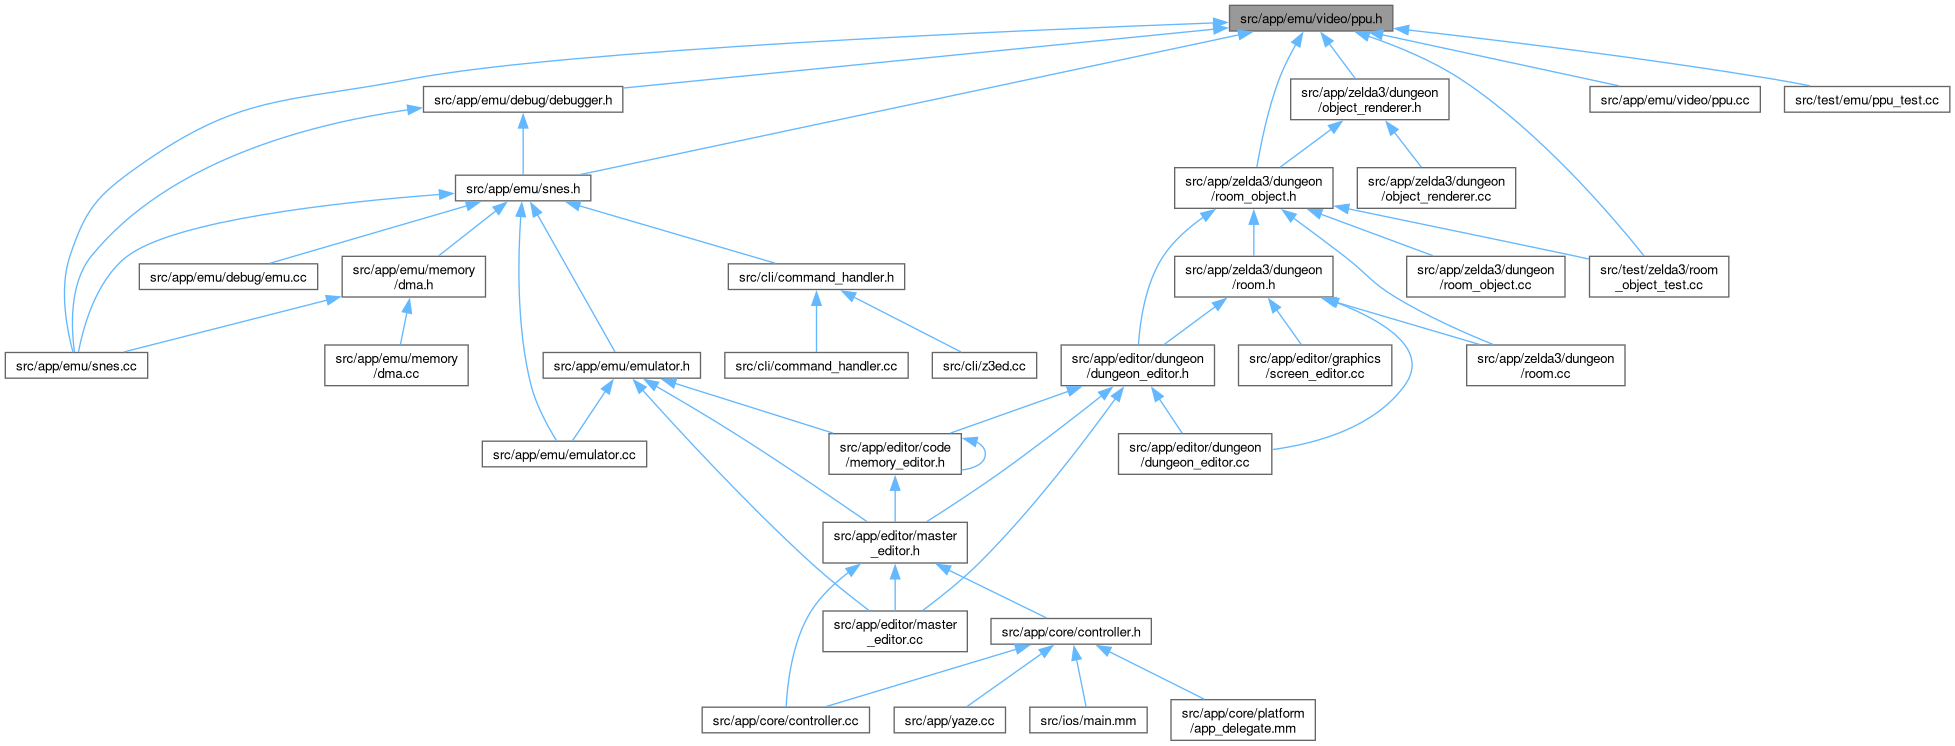 src/app/emu/video/ppu.h
src/app/emu/debug/debugger.h
src/app/zelda3/dungeon
/object_renderer.h
src/app/emu/video/ppu.cc
src/test/emu/ppu_test.cc
src/app/emu/snes.h
src/app/zelda3/dungeon
/room_object.h
src/app/zelda3/dungeon
/object_renderer.cc
src/app/emu/debug/emu.cc
src/app/emu/memory
/dma.h
src/cli/command_handler.h
src/app/zelda3/dungeon
/room.h
src/app/zelda3/dungeon
/room_object.cc
src/test/zelda3/room
_object_test.cc
src/app/emu/snes.cc
src/app/emu/memory
/dma.cc
src/app/emu/emulator.h
src/cli/command_handler.cc
src/cli/z3ed.cc
src/app/editor/dungeon
/dungeon_editor.h
src/app/editor/graphics
/screen_editor.cc
src/app/zelda3/dungeon
/room.cc
src/app/emu/emulator.cc
src/app/editor/code
/memory_editor.h
src/app/editor/dungeon
/dungeon_editor.cc
src/app/editor/master
_editor.h
src/app/editor/master
_editor.cc
src/app/core/controller.h
src/app/core/controller.cc
src/app/yaze.cc
src/ios/main.mm
src/app/core/platform
/app_delegate.mm